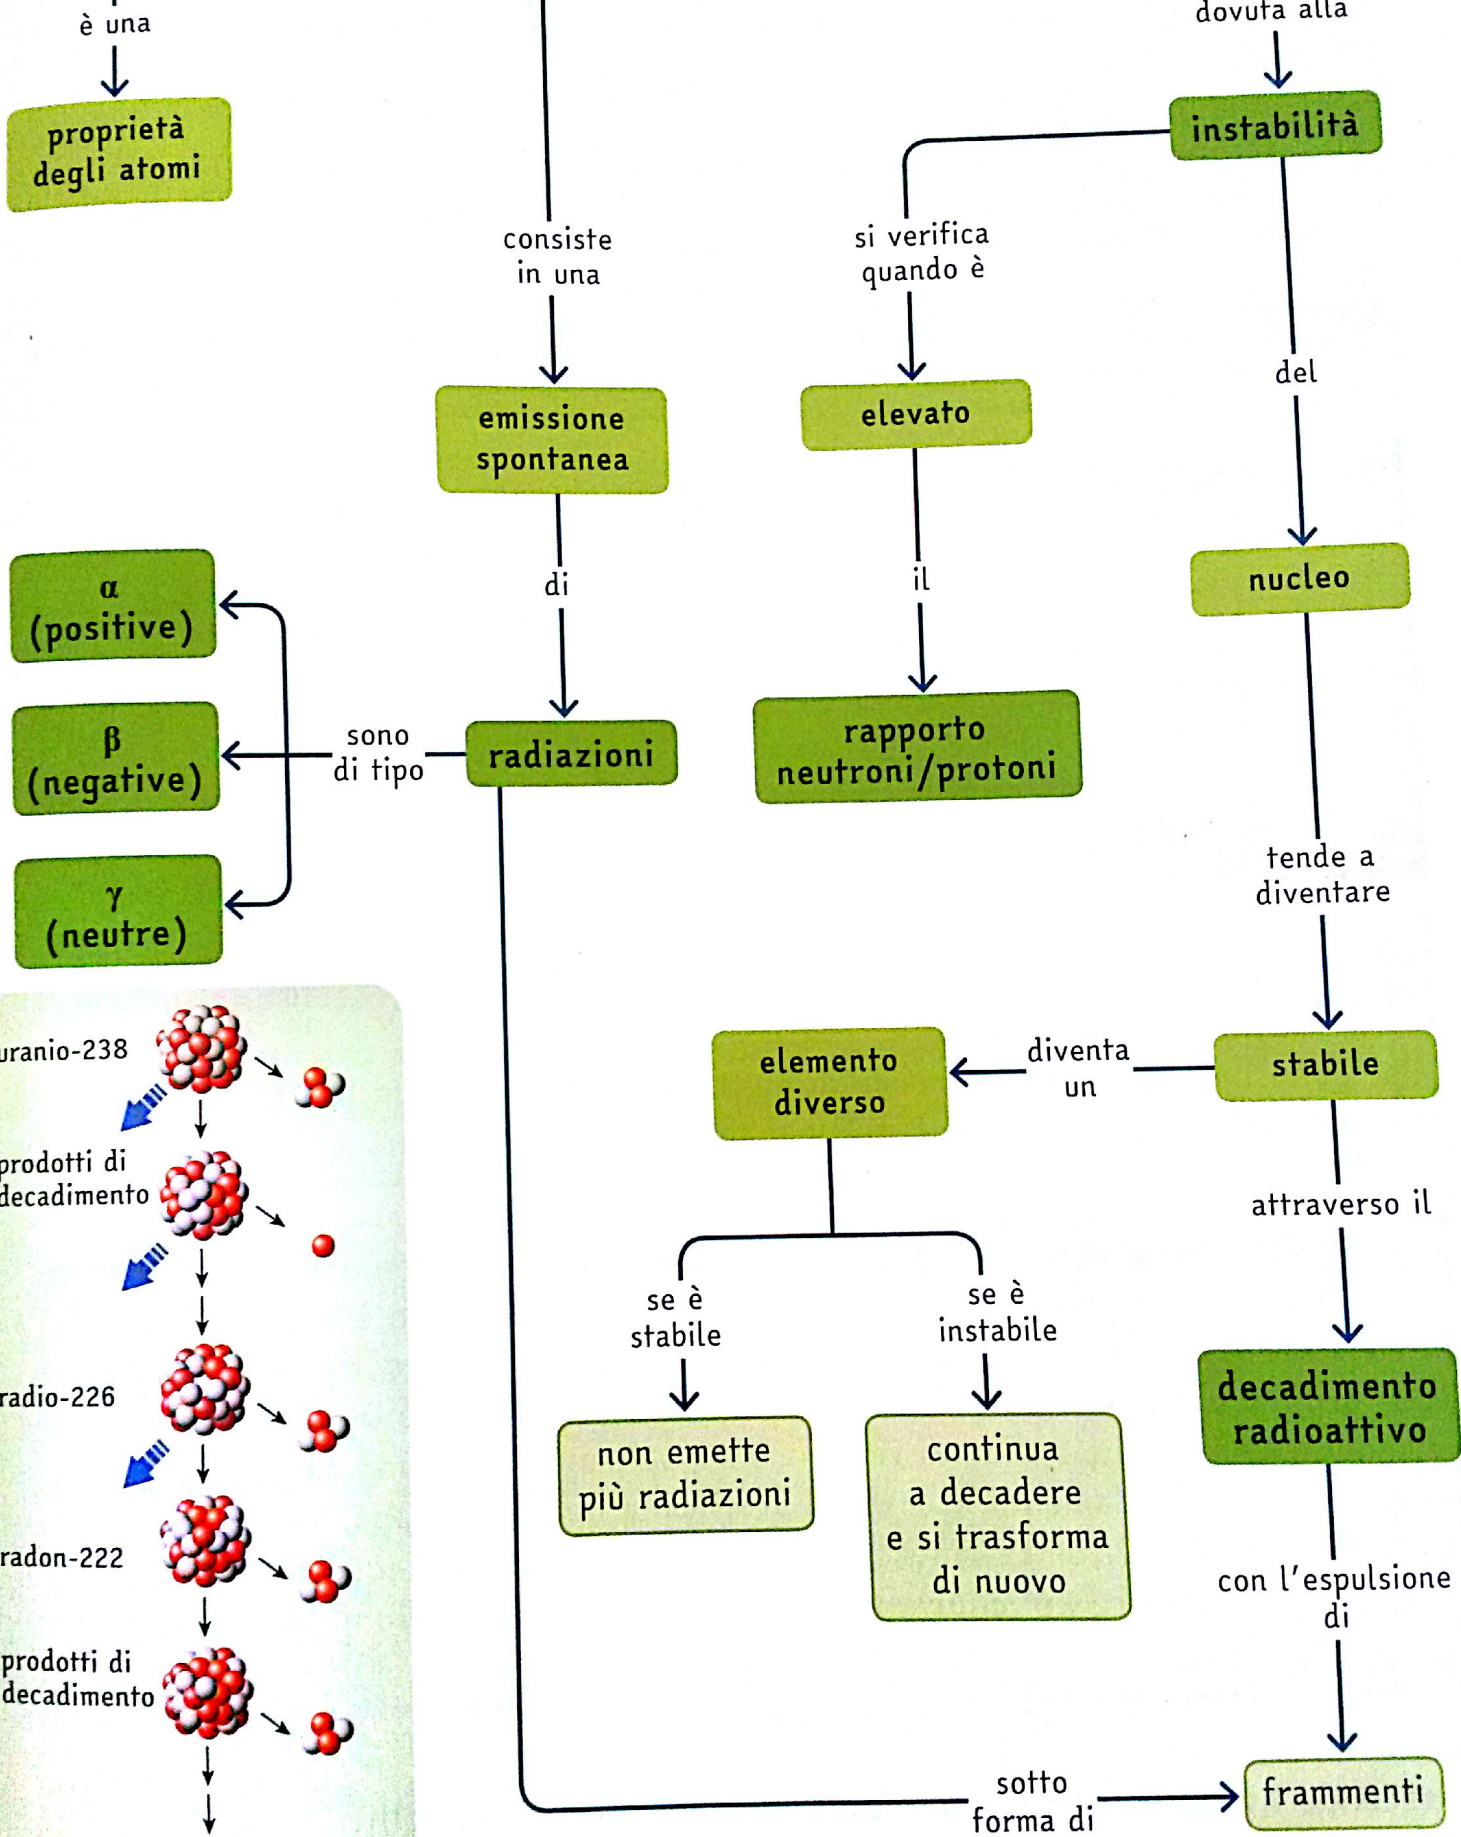 è una
proprietà
degli atomi
consiste
in una
emissione
spontanea
di
radiazioni
sono
di tipo
α
(positive)
β
(negative)
γ
(neutre)
dovuta alla
instabilità
si verifica
quando è
elevato
il
rapporto
neutroni/protoni
del
nucleo
tende a
diventare
stabile
diventa
un
elemento
diverso
se è
stabile
non emette
più radiazioni
se è
instabile
continua
a decadere
e si trasforma
di nuovo
attraverso il
decadimento
radioattivo
con l'espulsione
di
frammenti
sotto
forma di
uranio-238
prodotti di
decadimento
radio-226
radon-222
prodotti di
decadimento